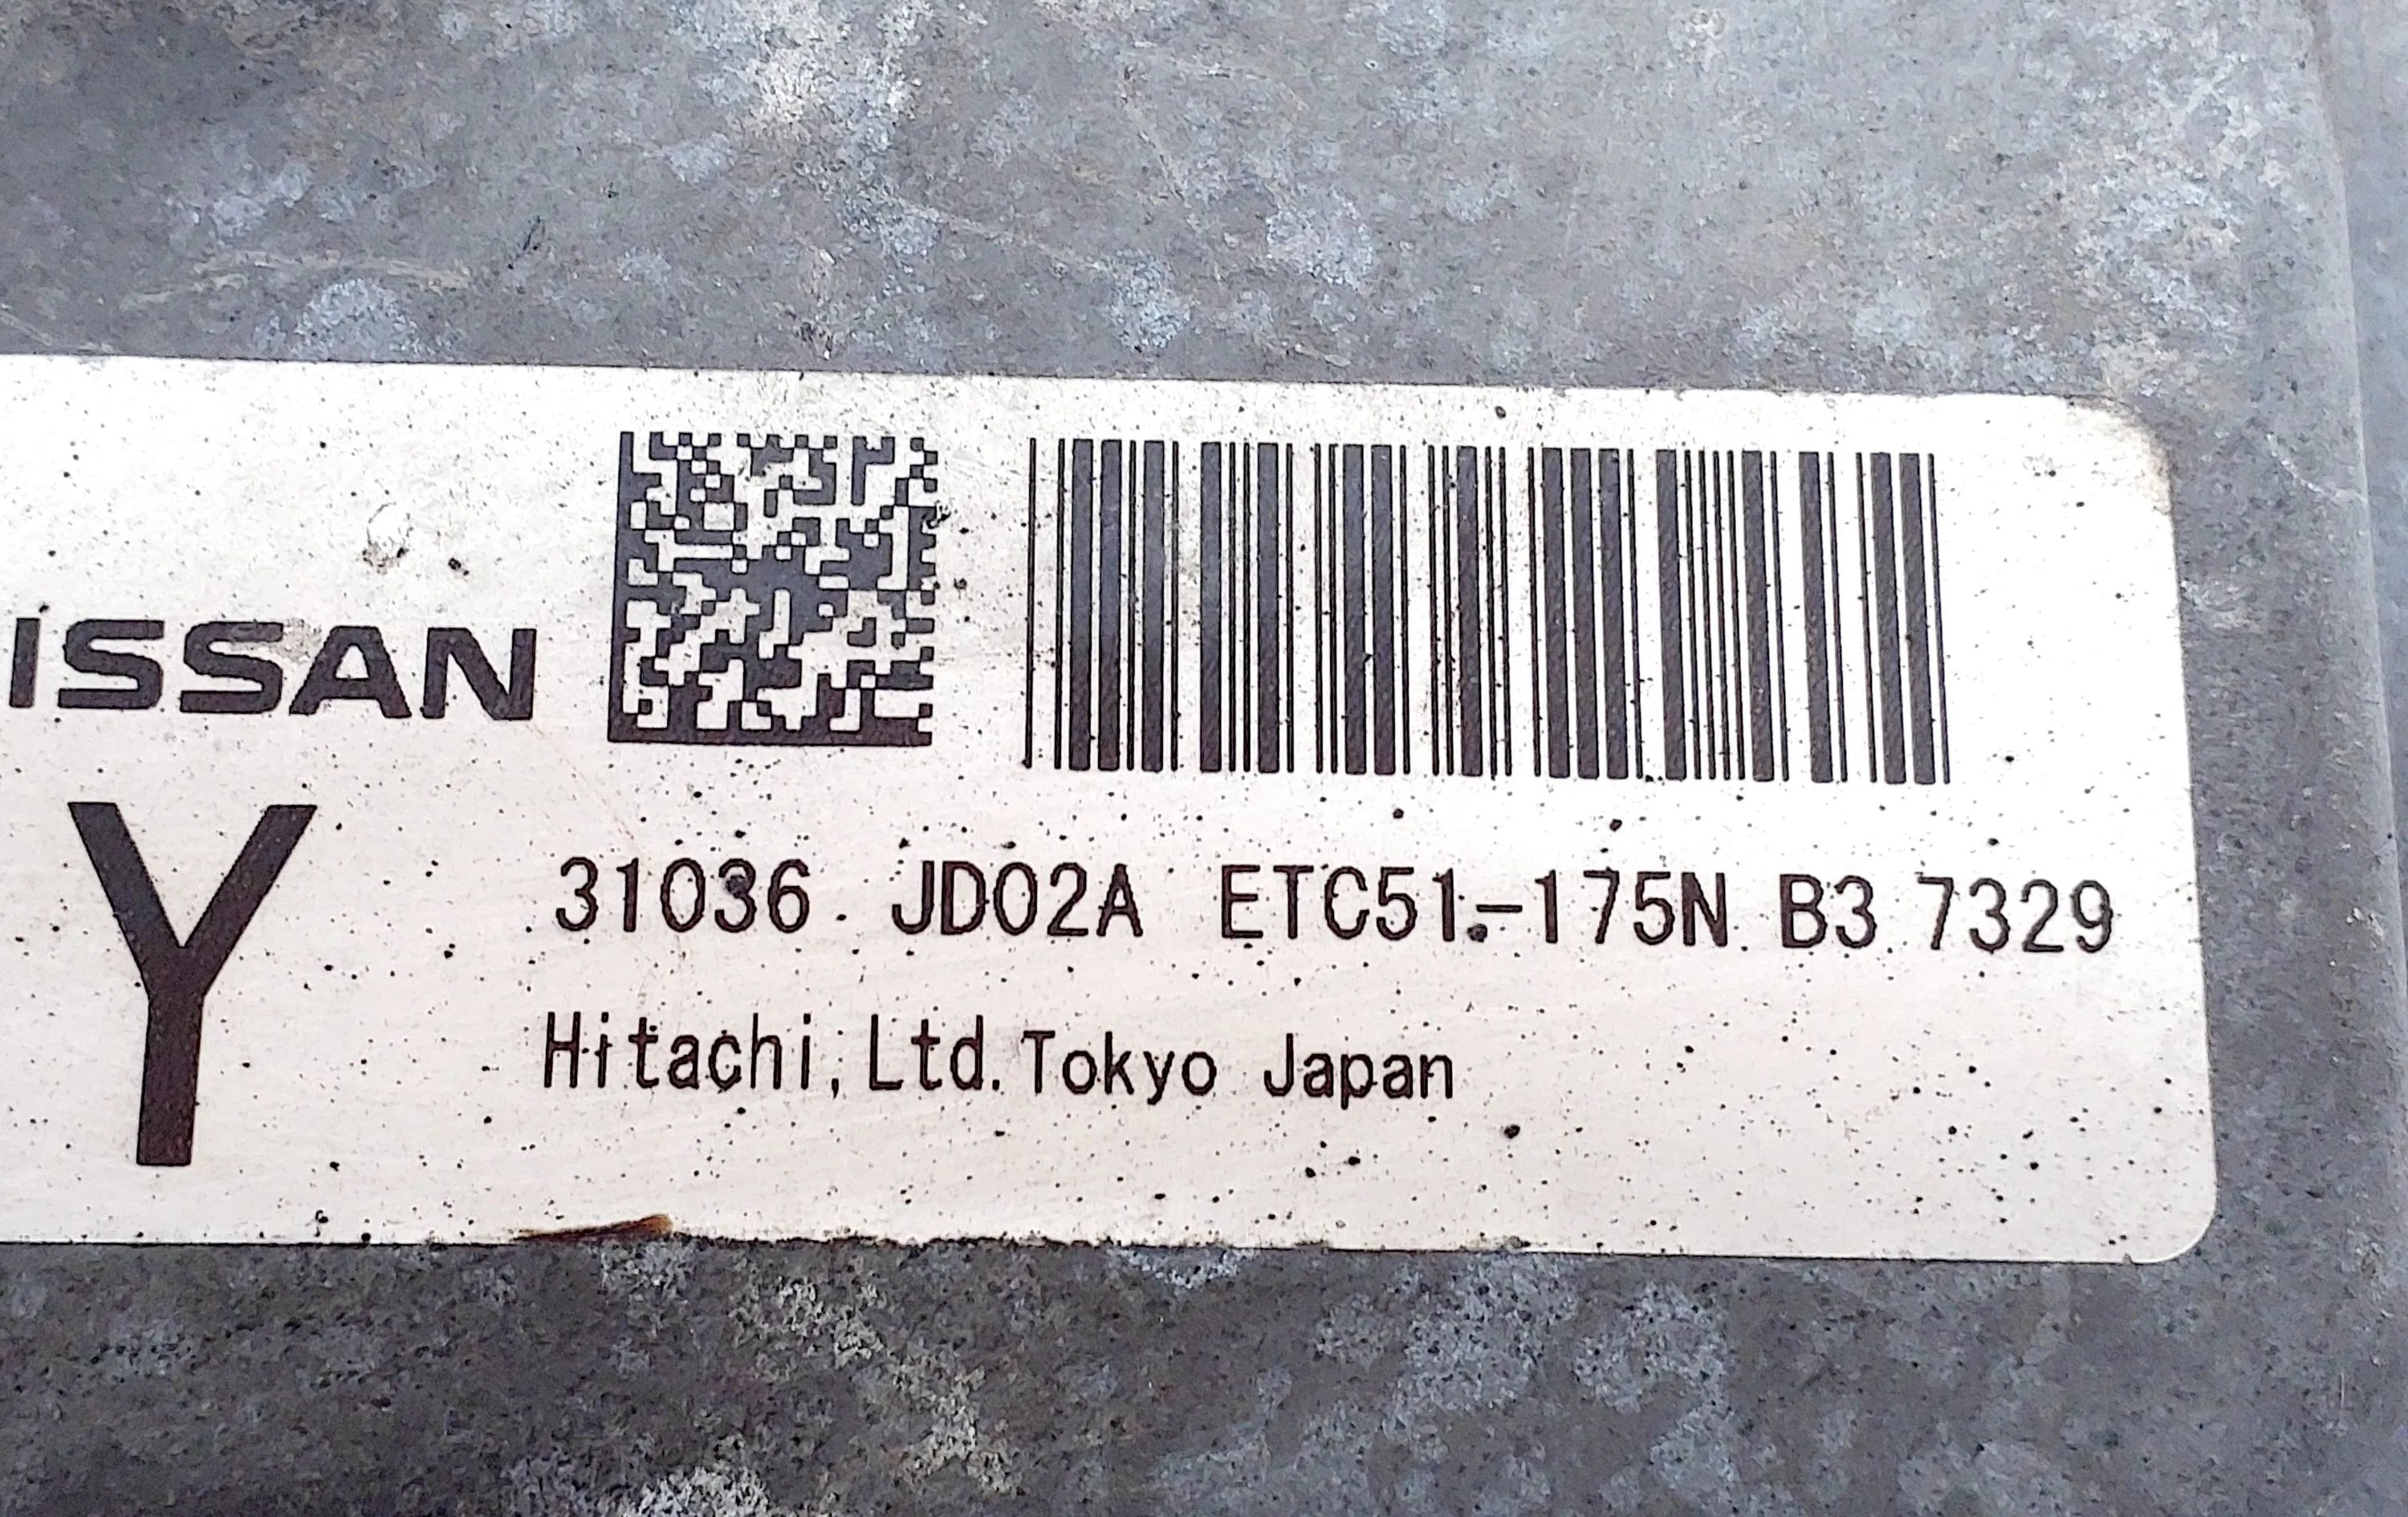 ISSAN
Y
31036 JD02A ETC51-175N B3 7329
Hitachi, Ltd. Tokyo Japan